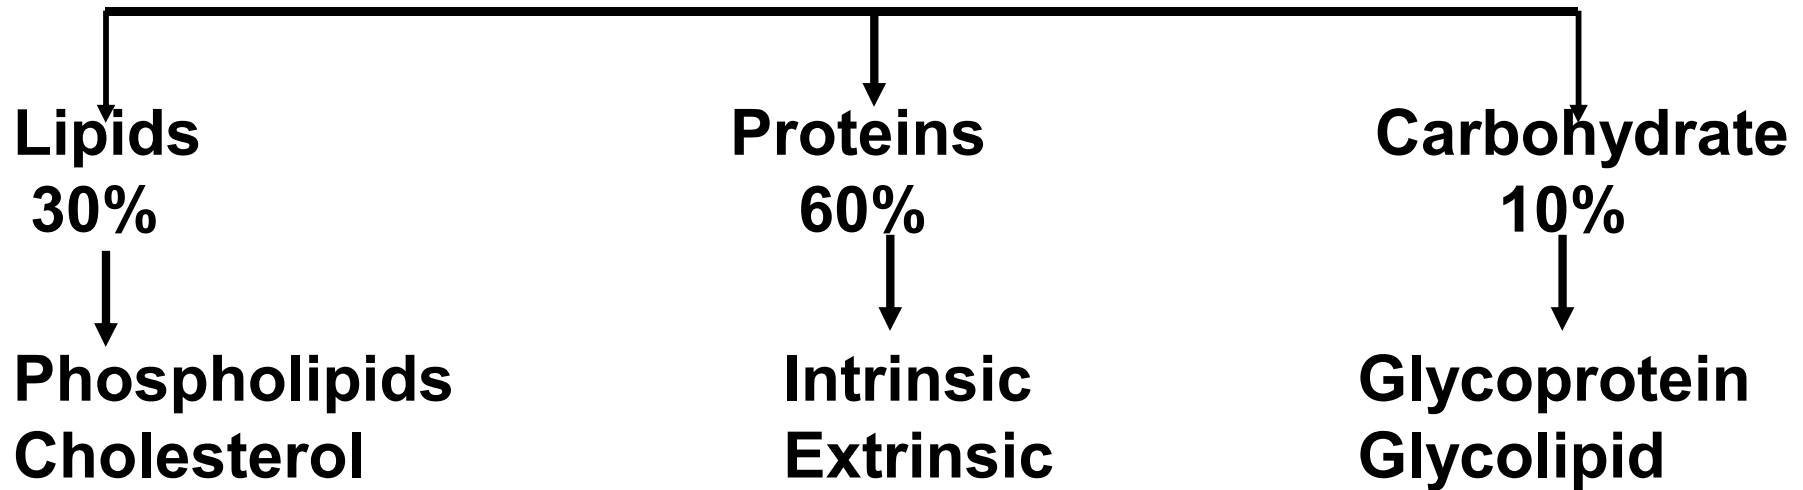 Lipids Proteins Carbohydrate
30% 60% 10%
Phospholipids Intrinsic Glycoprotein
Cholesterol Extrinsic Glycolipid